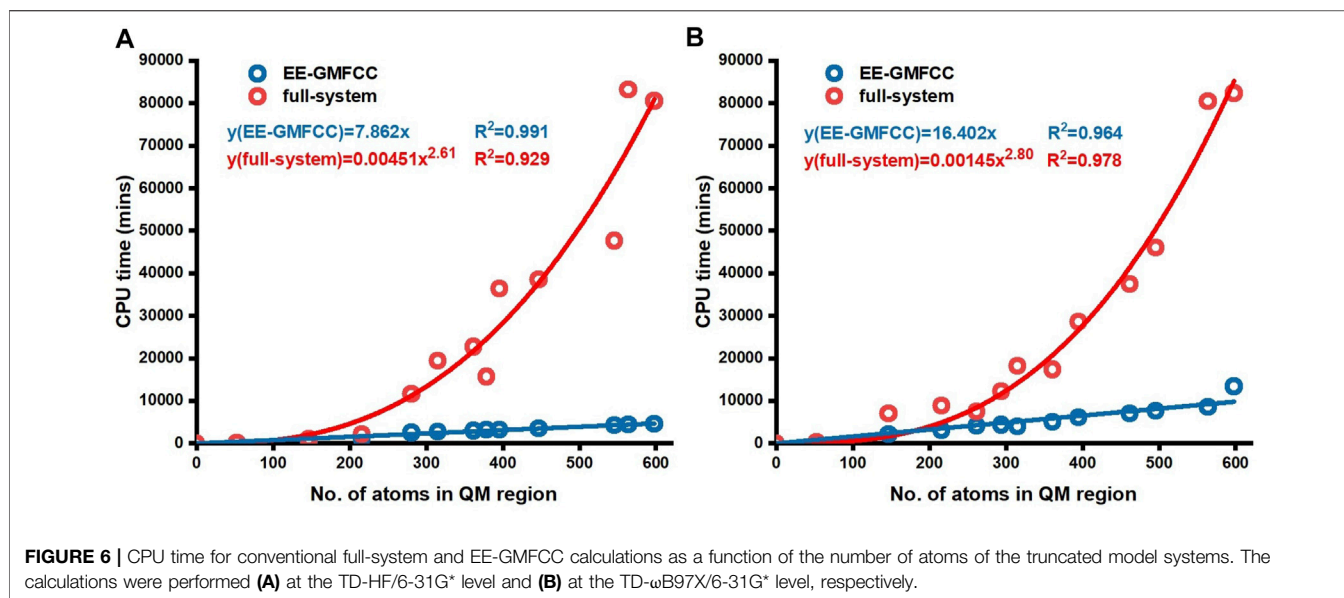 A
90000
80000
70000
60000
50000
40000
30000
20000
10000
0
CPU time (mins)
EE-GMFCC
full-system
y(EE-GMFCC)=7.862x R²=0.991
y(full-system)=0.00451x^2.61 R²=0.929
0 100 200 300 400 500 600
No. of atoms in QM region
B
90000
80000
70000
60000
50000
40000
30000
20000
10000
0
CPU time (mins)
EE-GMFCC
full-system
y(EE-GMFCC)=16.402x R²=0.964
y(full-system)=0.00145x^2.80 R²=0.978
0 100 200 300 400 500 600
No. of atoms in QM region
FIGURE 6 | CPU time for conventional full-system and EE-GMFCC calculations as a function of the number of atoms of the truncated model systems. The
calculations were performed (A) at the TD-HF/6-31G* level and (B) at the TD-ωB97X/6-31G* level, respectively.